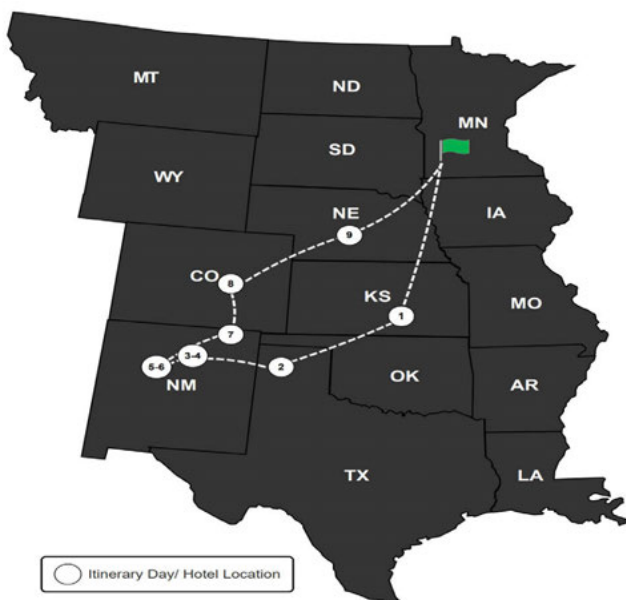 MT
ND
MN
SD
WY
IA
NE
9
CO
8
KS
1
MO
7
3-4
5-6
2
NM
OK
AR
TX
LA
Itinerary Day/ Hotel Location